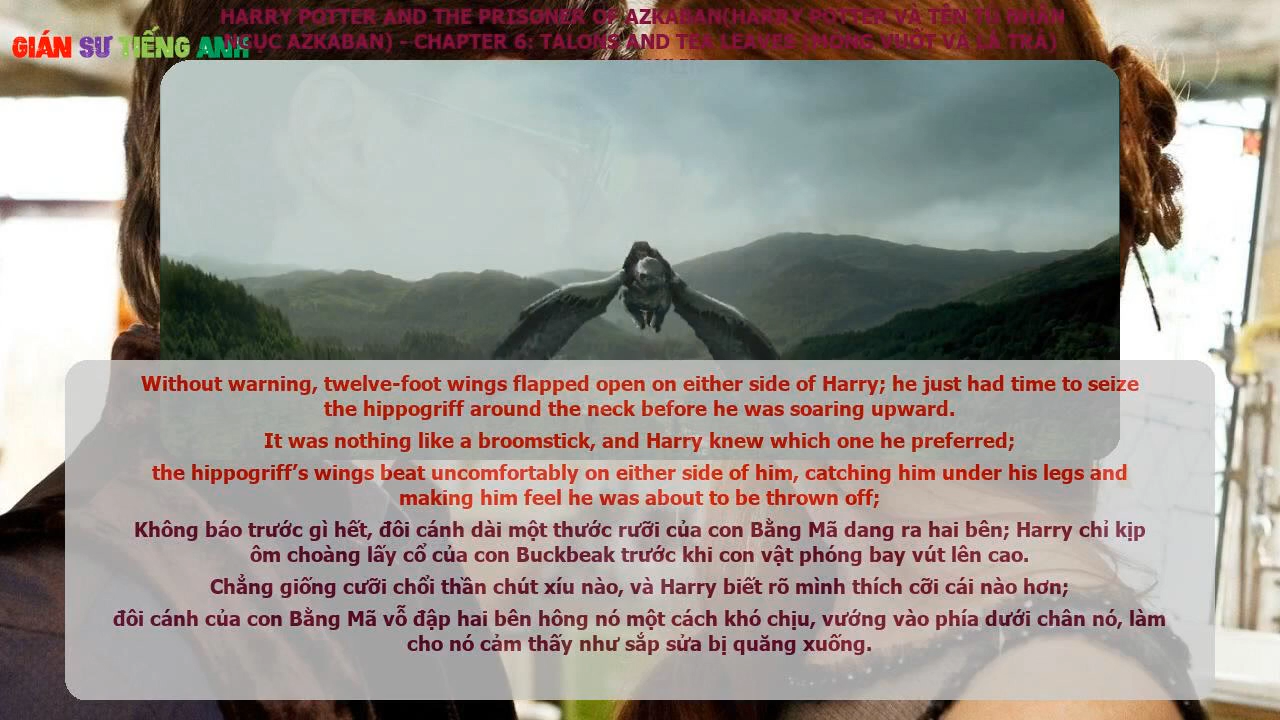 HARRY POTTER AND THE PRISONER OF AZKABAN(HARRY POTTER VÀ TÊN TÙ NHÂN
NGỤC AZKABAN) - CHAPTER 6: TALONS AND TEA LEAVES (MÓNG VUỐT VÀ LÁ TRÀ)
GIÁN SƯ TIẾNG ANH
Without warning, twelve-foot wings flapped open on either side of Harry; he just had time to seize
the hippogriff around the neck before he was soaring upward.
It was nothing like a broomstick, and Harry knew which one he preferred;
the hippogriff’s wings beat uncomfortably on either side of him, catching him under his legs and
making him feel he was about to be thrown off;
Không báo trước gì hết, đôi cánh dài một thước rưỡi của con Bằng Mã dang ra hai bên; Harry chỉ kịp
ôm choàng lấy cổ của con Buckbeak trước khi con vật phóng bay vút lên cao.
Chẳng giống cưỡi chổi thần chút xíu nào, và Harry biết rõ mình thích cỡi cái nào hơn;
đôi cánh của con Bằng Mã vỗ đập hai bên hông nó một cách khó chịu, vướng vào phía dưới chân nó, làm
cho nó cảm thấy như sắp sửa bị quăng xuống.